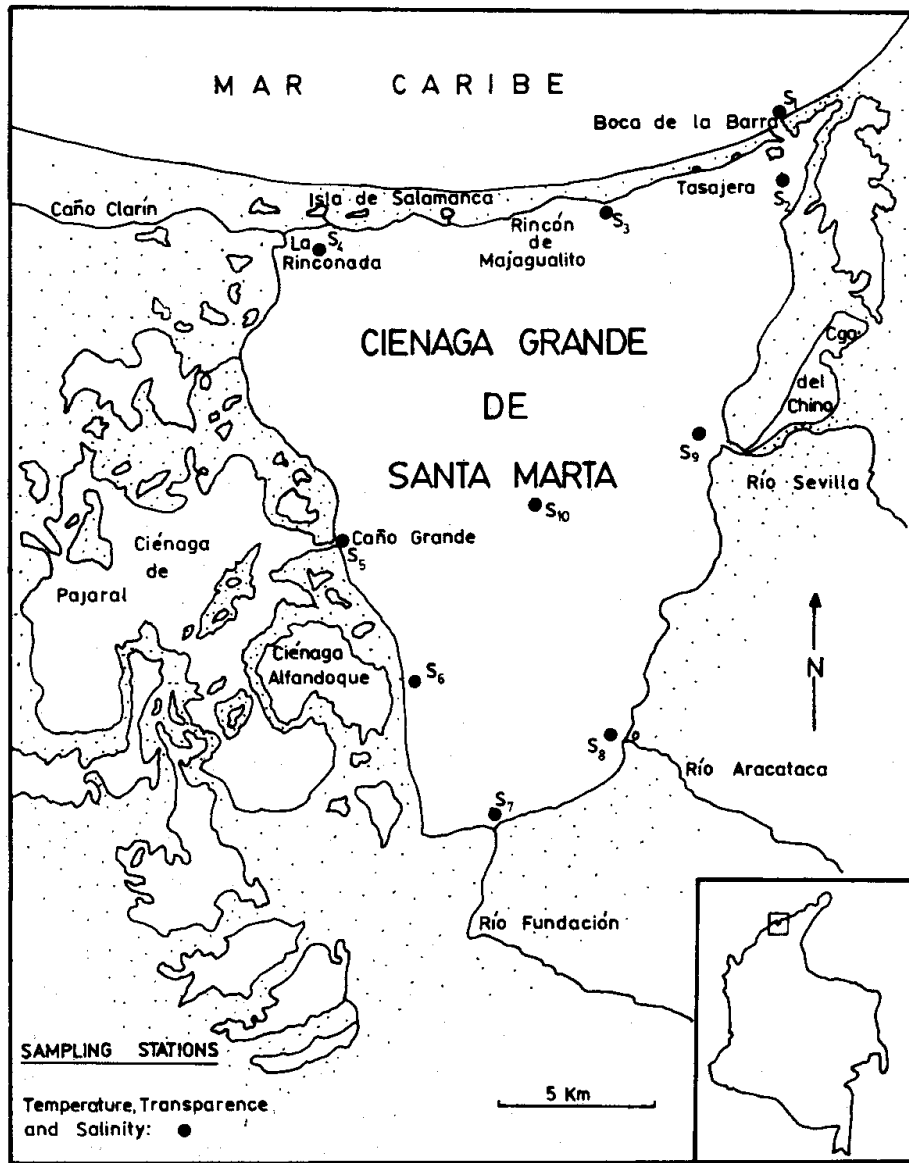 MAR CARIBE
S1
Boca de la Barra
Tasajera
S2
Isla de Salamanca
Caño Clarín
S3
Rincón
de
Majagualito
La
S4
Rinconada
CIENAGA GRANDE
DE
SANTA MARTA
Cga.
del
Chino
S9
Río Sevilla
S10
Caño Grande
S5
Ciénaga
de
Pajaral
Ciénaga
Alfandoque
S6
N
S8
Río Aracataca
S7
Río Fundación
SAMPLING STATIONS
Temperature, Transparence
and Salinity:
5 Km